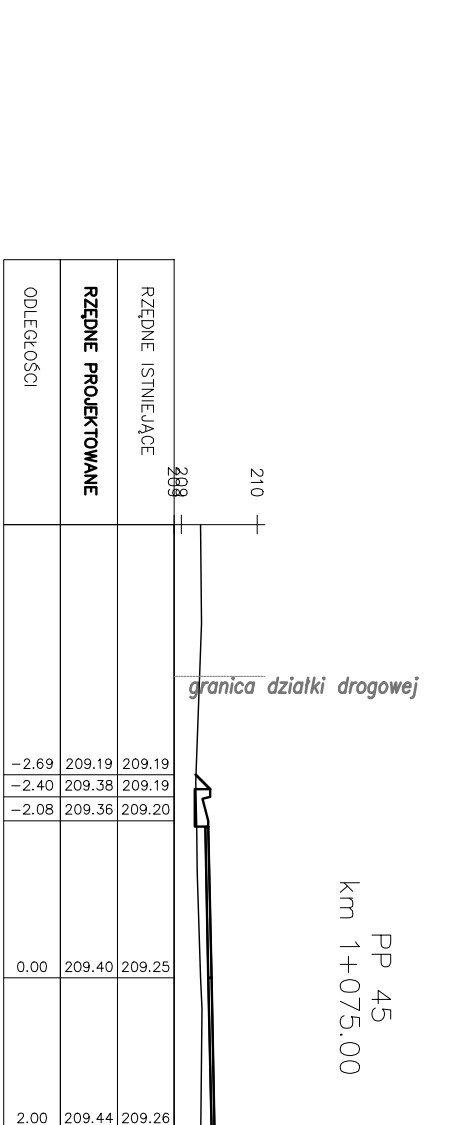 PP 45
km 1+075.00
granica działki drogowej
210
209
209
RZĘDNE ISTNIEJĄCE
RZĘDNE PROJEKTOWANE
ODLEGŁOŚCI
-2.69 209.19 209.19
-2.40 209.38 209.19
-2.08 209.36 209.20
0.00 209.40 209.25
2.00 209.44 209.26